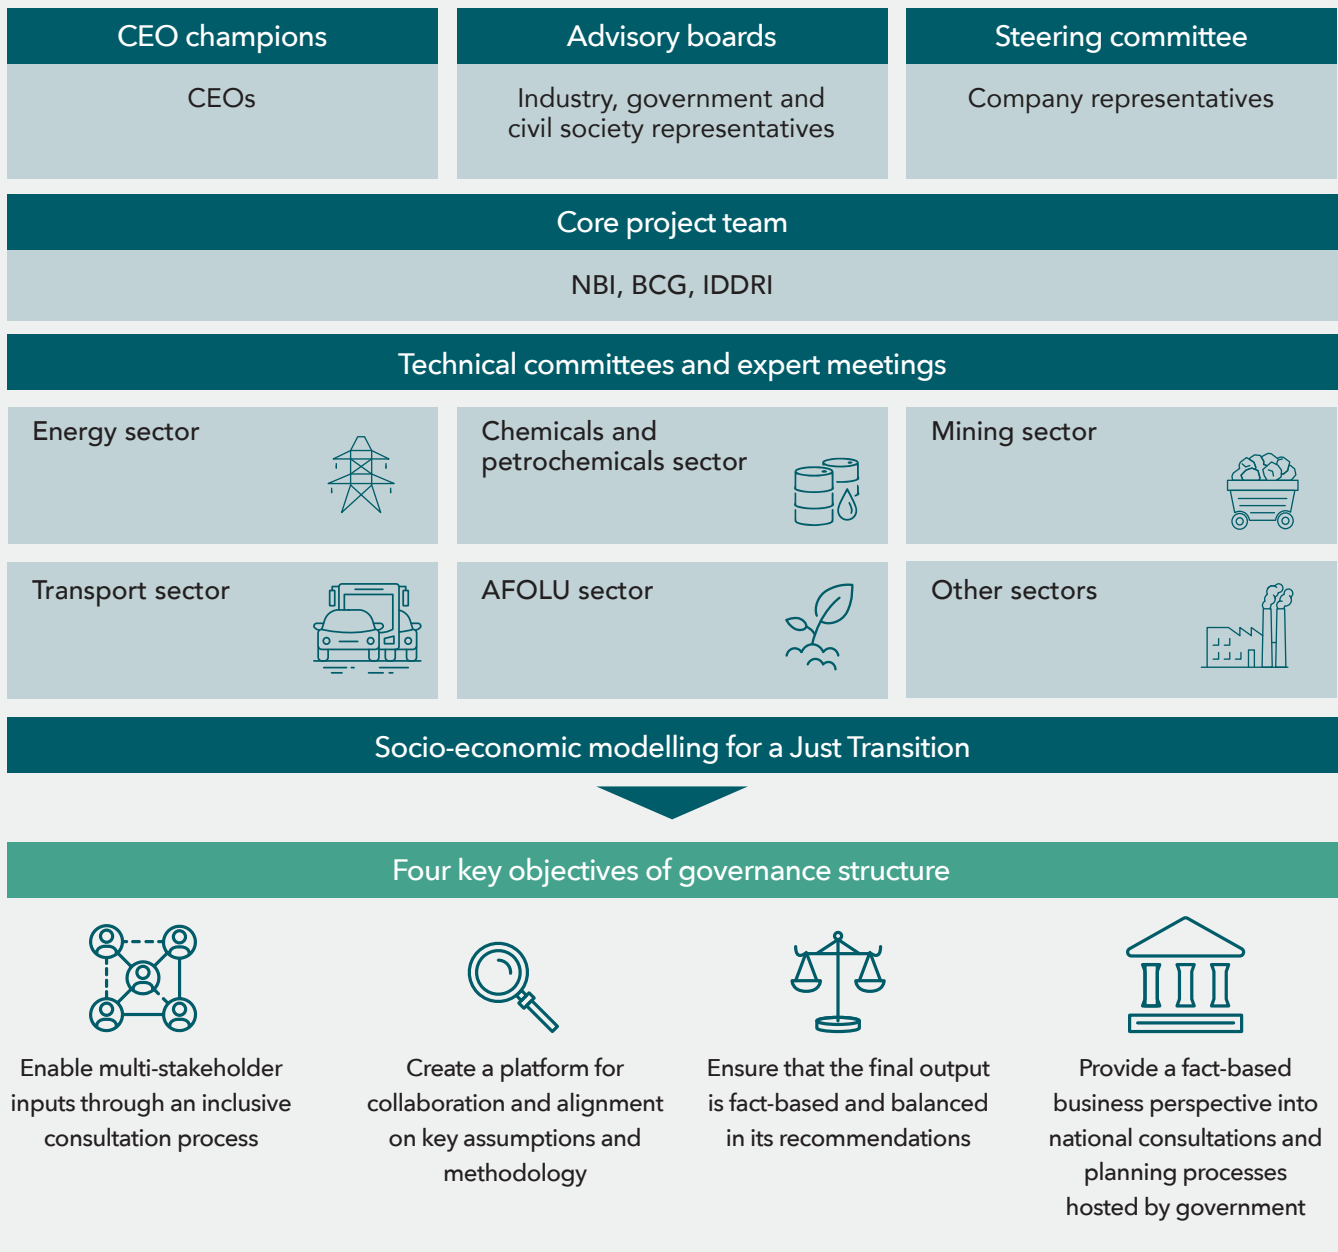 CEO champions
CEOs
Advisory boards
Industry, government and
civil society representatives
Steering committee
Company representatives
Core project team
NBI, BCG, IDDRI
Technical committees and expert meetings
Energy sector
Chemicals and
petrochemicals sector
Mining sector
Transport sector
AFOLU sector
Other sectors
Socio-economic modelling for a Just Transition
Four key objectives of governance structure
Enable multi-stakeholder
inputs through an inclusive
consultation process
Create a platform for
collaboration and alignment
on key assumptions and
methodology
Ensure that the final output
is fact-based and balanced
in its recommendations
Provide a fact-based
business perspective into
national consultations and
planning processes
hosted by government